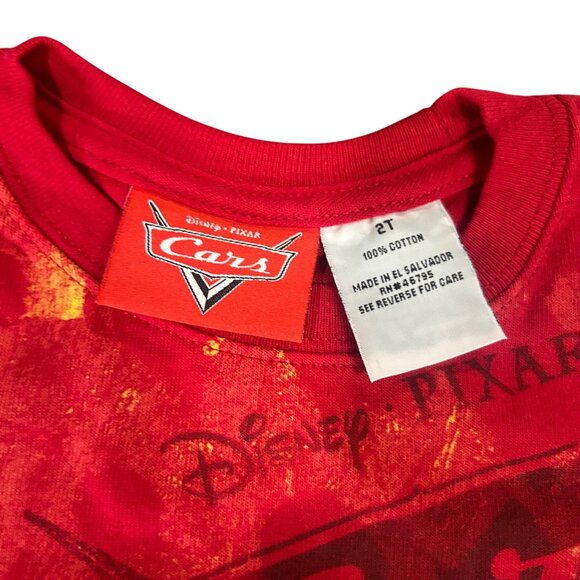 Disney · PIXAR
Cars
2T
100% COTTON
MADE IN EL SALVADOR
RN#46795
SEE REVERSE FOR CARE
Disney · PIXAR